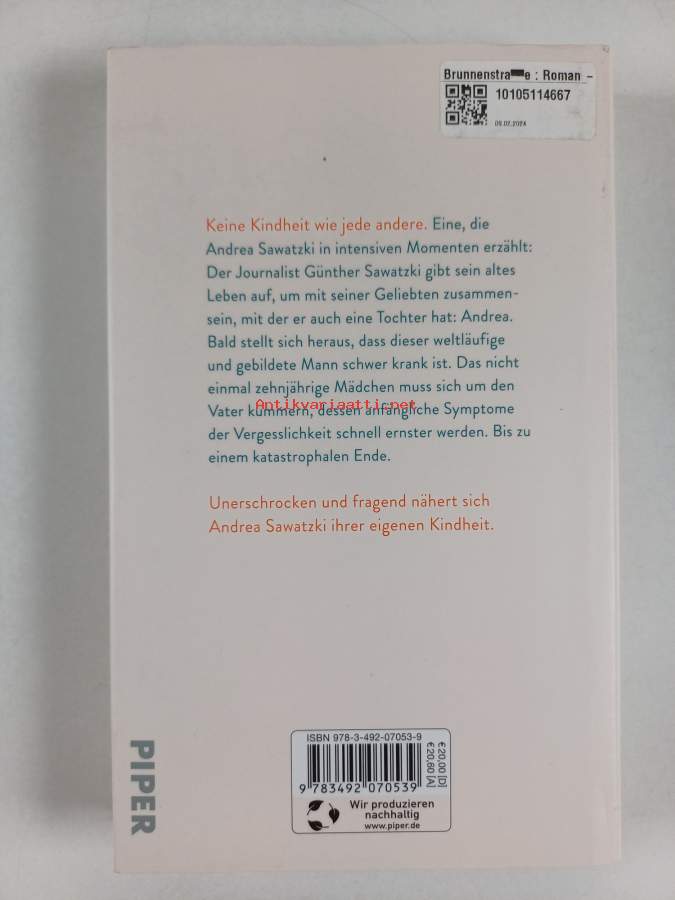 Brunnenstra▀e : Roman –
10105114667
09.02.2024
Keine Kindheit wie jede andere. Eine, die
Andrea Sawatzki in intensiven Momenten erzählt:
Der Journalist Günther Sawatzki gibt sein altes
Leben auf, um mit seiner Geliebten zusammen-
sein, mit der er auch eine Tochter hat: Andrea.
Bald stellt sich heraus, dass dieser weltläufige
und gebildete Mann schwer krank ist. Das nicht
einmal zehnjährige Mädchen muss sich um den
Antikvariaatti.net
Vater kümmern, dessen anfängliche Symptome
der Vergesslichkeit schnell ernster werden. Bis zu
einem katastrophalen Ende.
Unerschrocken und fragend nähert sich
Andrea Sawatzki ihrer eigenen Kindheit.
PIPER
ISBN 978-3-492-07053-9
9 783492 070539
€20,00 [D]
€20,60 [A]
Wir produzieren
nachhaltig
www.piper.de